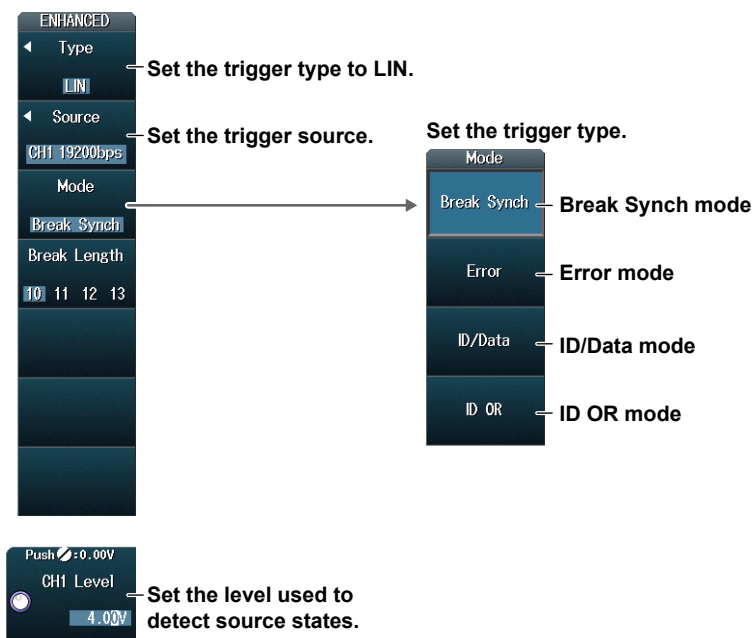 ENHANCED
Type
LIN
Set the trigger type to LIN.
Source
CH1 19200bps
Set the trigger source.
Mode
Break Synch
Break Length
10 11 12 13
Set the trigger type.
Mode
Break Synch
Break Synch mode
Error
Error mode
ID/Data
ID/Data mode
ID OR
ID OR mode
Push :0.00V
CH1 Level
4.00V
Set the level used to
detect source states.